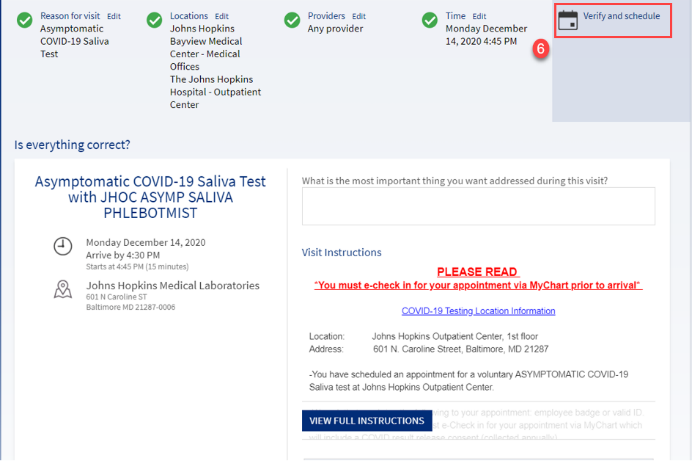 Reason for visit Edit
Asymptomatic
COVID-19 Saliva
Test
Locations Edit
Johns Hopkins
Bayview Medical
Center - Medical
Offices
The Johns Hopkins
Hospital - Outpatient
Center
Providers Edit
Any provider
Time Edit
Monday December
14, 2020 4:45 PM
6
Verify and schedule
Is everything correct?
Asymptomatic COVID-19 Saliva Test
with JHOC ASYMP SALIVA
PHLEBOTMIST
Monday December 14, 2020
Arrive by 4:30 PM
Starts at 4:45 PM (15 minutes)
Johns Hopkins Medical Laboratories
601 N Caroline ST
Baltimore MD 21287-0006
What is the most important thing you want addressed during this visit?
Visit Instructions
PLEASE READ
"You must e-check in for your appointment via MyChart prior to arrival"
COVID-19 Testing Location Information
Location: Johns Hopkins Outpatient Center, 1st floor
Address: 601 N. Caroline Street, Baltimore, MD 21287
-You have scheduled an appointment for a voluntary ASYMPTOMATIC COVID-19
Saliva test at Johns Hopkins Outpatient Center.
VIEW FULL INSTRUCTIONS
to your appointment: employee badge or valid ID.
e-Check in for your appointment via MyChart which
will include a COVID result release consent (collected annually)